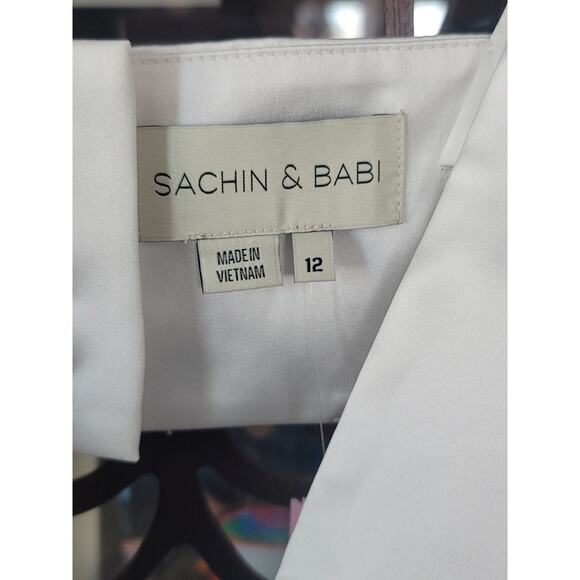 SACHIN & BABI
MADE IN
VIETNAM
12